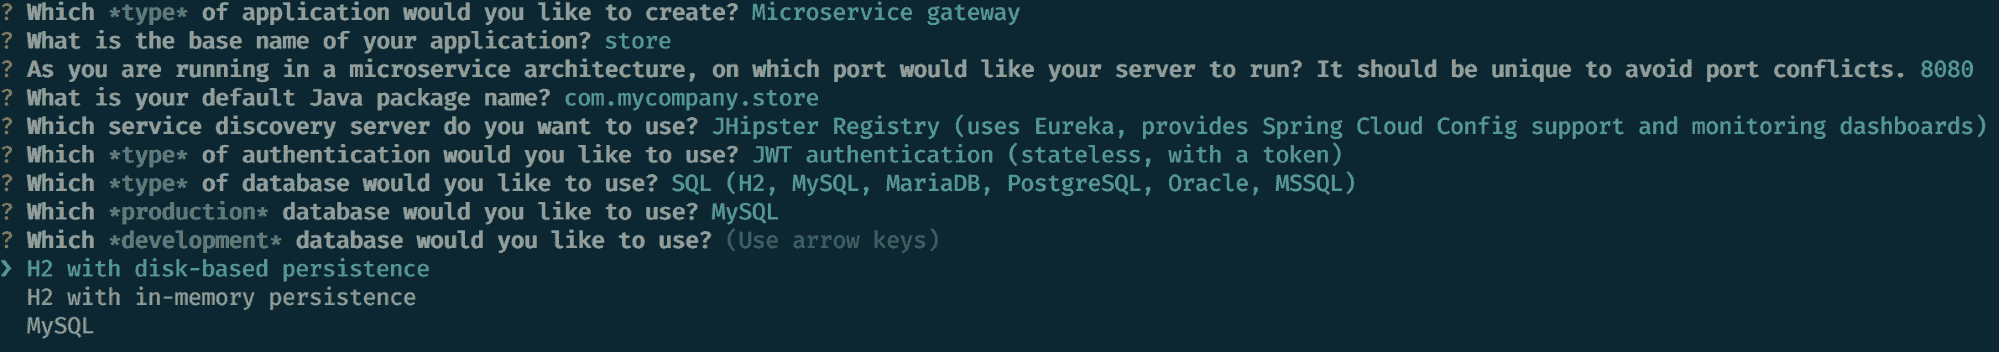 ? Which *type* of application would you like to create? Microservice gateway
? What is the base name of your application? store
? As you are running in a microservice architecture, on which port would like your server to run? It should be unique to avoid port conflicts. 8080
? What is your default Java package name? com.mycompany.store
? Which service discovery server do you want to use? JHipster Registry (uses Eureka, provides Spring Cloud Config support and monitoring dashboards)
? Which *type* of authentication would you like to use? JWT authentication (stateless, with a token)
? Which *type* of database would you like to use? SQL (H2, MySQL, MariaDB, PostgreSQL, Oracle, MSSQL)
? Which *production* database would you like to use? MySQL
? Which *development* database would you like to use? (Use arrow keys)
❯ H2 with disk-based persistence
H2 with in-memory persistence
MySQL